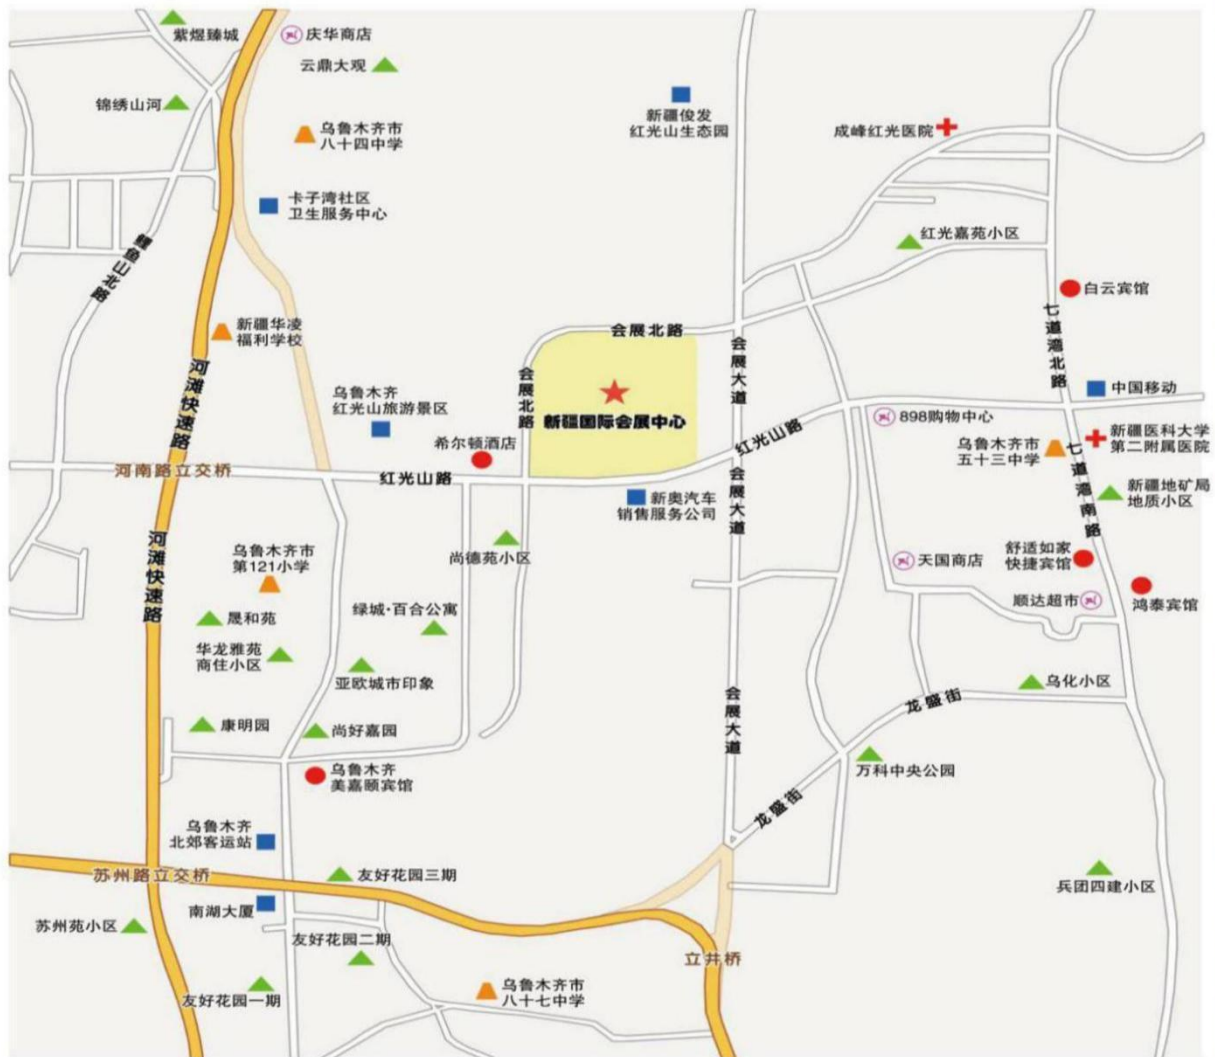 紫煜臻城
庆华商店
云鼎大观
锦绣山河
乌鲁木齐市
八十四中学
新疆俊发
红光山生态园
成峰红光医院
卡子湾社区
卫生服务中心
红光嘉苑小区
鲤鱼山北路
白云宾馆
新疆华凌
福利学校
会展北路
七道湾北路
会展大道
河滩快速路
会展北路
乌鲁木齐
红光山旅游景区
新疆国际会展中心
中国移动
898购物中心
红光山路
希尔顿酒店
乌鲁木齐市
五十三中学
新疆医科大学
第二附属医院
七道湾南路
河南路立交桥
红光山路
会展大道
新奥汽车
销售服务公司
新疆地矿局
地质小区
河滩快速路
乌鲁木齐市
第121小学
尚德苑小区
天国商店
舒适如家
快捷宾馆
顺达超市
鸿泰宾馆
晟和苑
绿城·百合公寓
华龙雅苑
商住小区
亚欧城市印象
乌化小区
龙盛街
会展大道
康明园
尚好嘉园
万科中央公园
乌鲁木齐
美嘉颐宾馆
龙盛街
乌鲁木齐
北郊客运站
苏州路立交桥
友好花园三期
兵团四建小区
南湖大厦
苏州苑小区
友好花园二期
立井桥
友好花园一期
乌鲁木齐市
八十七中学